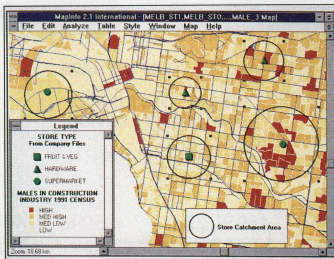 MapInfo 2.1 International - [MELB_ST1,MELB_STO,...,MALE_3 Map]
File Edit Analyze Table Style Window Map Help
Legend
STORE TYPE
From Company Files
FRUIT & VEG
HARDWARE
SUPERMARKET
MALES IN CONSTRUCTION
INDUSTRY 1991 CENSUS
HIGH
MED HIGH
MED LOW
LOW
Store Catchment Area
Zoom: 18.68 km